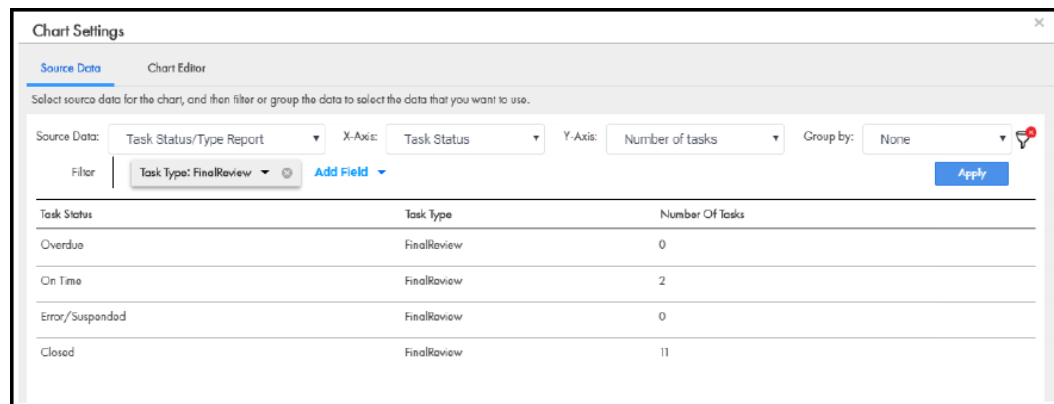 Chart Settings
Source Data Chart Editor
Select source data for the chart, and then filter or group the data to select the data that you want to use.
Source Data: Task Status/Type Report X-Axis: Task Status Y-Axis: Number of tasks Group by: None
Filter Task Type: FinalReview Add Field Apply
Task Status Task Type Number Of Tasks
Overdue FinalReview 0
On Time FinalReview 2
Error/Suspended FinalReview 0
Closed FinalReview 11